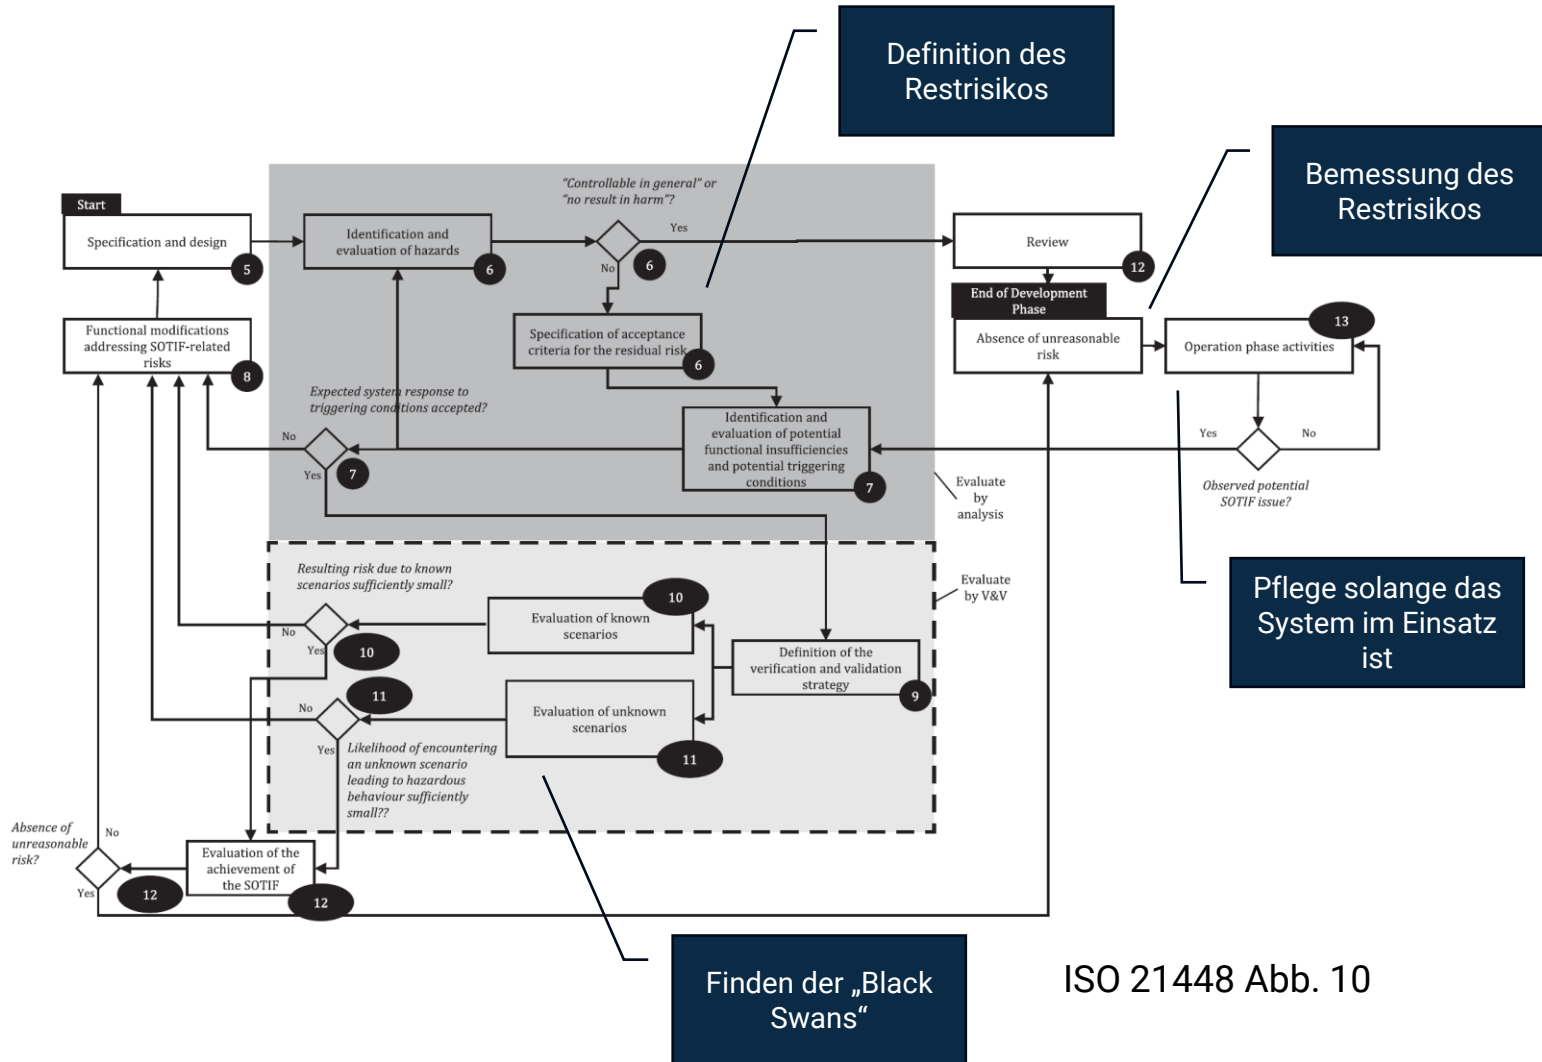 Definition des
Restrisikos
Bemessung des
Restrisikos
"Controllable in general" or
"no result in harm"?
Start
Specification and design
5
Identification and
evaluation of hazards
6
Yes
No
6
Review
12
End of Development
Phase
Absence of unreasonable
risk
13
Operation phase activities
Functional modifications
addressing SOTIF-related
risks
8
Specification of acceptance
criteria for the residual risk
6
Expected system response to
triggering conditions accepted?
No
Yes
7
Identification and
evaluation of potential
functional insufficiencies
and potential triggering
conditions
7
Yes
No
Observed potential
SOTIF issue?
Evaluate
by
analysis
Resulting risk due to known
scenarios sufficiently small?
Evaluate
by V&V
Pflege solange das
System im Einsatz
ist
10
Evaluation of known
scenarios
No
Yes
10
Definition of the
verification and validation
strategy
9
11
No
Yes
Evaluation of unknown
scenarios
11
Likelihood of encountering
an unknown scenario
leading to hazardous
behaviour sufficiently
small??
Absence of
unreasonable
risk?
No
Yes
12
Evaluation of the
achievement of
the SOTIF
12
Finden der „Black
Swans“
ISO 21448 Abb. 10